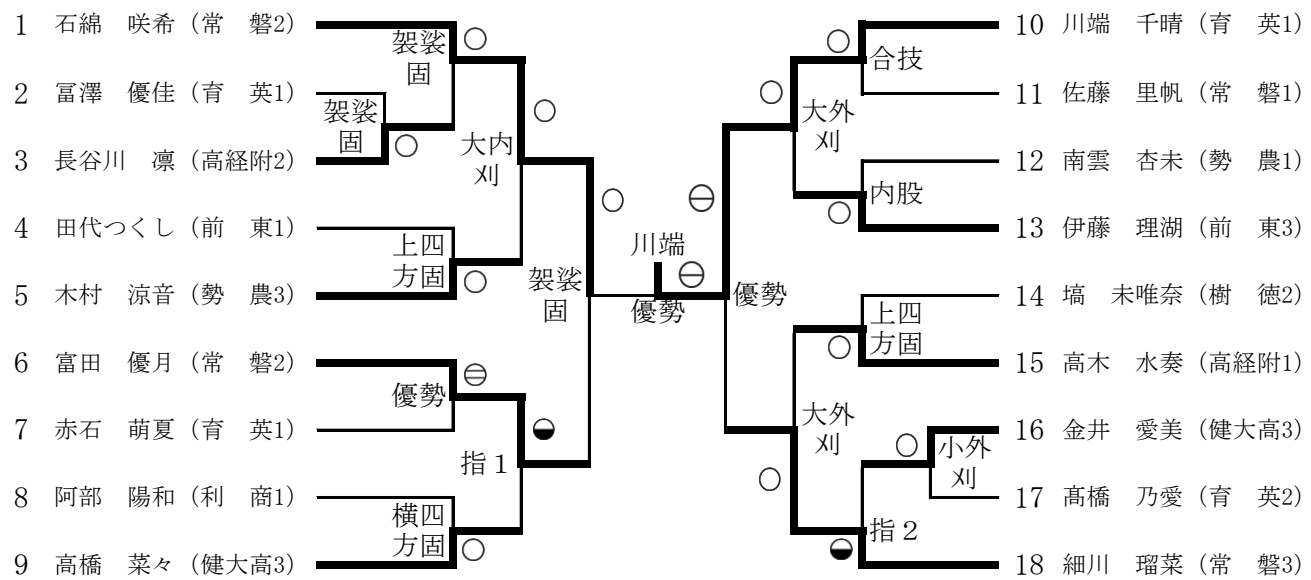 1 石綿 咲希 (常 磐2)
2 冨澤 優佳 (育 英1)
3 長谷川 凛 (高経附2)
4 田代つくし (前 東1)
5 木村 涼音 (勢 農3)
6 富田 優月 (常 磐2)
7 赤石 萌夏 (育 英1)
8 阿部 陽和 (利 商1)
9 高橋 菜々 (健大高3)
袈裟
固
袈裟
固
大内
刈
上四
方固
袈裟
固
優勢
指1
横四
方固
川端
優勢
優勢
合技
大外
刈
内股
上四
方固
大外
刈
小外
刈
指2
10 川端 千晴 (育 英1)
11 佐藤 里帆 (常 磐1)
12 南雲 杏未 (勢 農1)
13 伊藤 理湖 (前 東3)
14 塙 未唯奈 (樹 徳2)
15 高木 水奏 (高経附1)
16 金井 愛美 (健大高3)
17 髙橋 乃愛 (育 英2)
18 細川 瑠菜 (常 磐3)